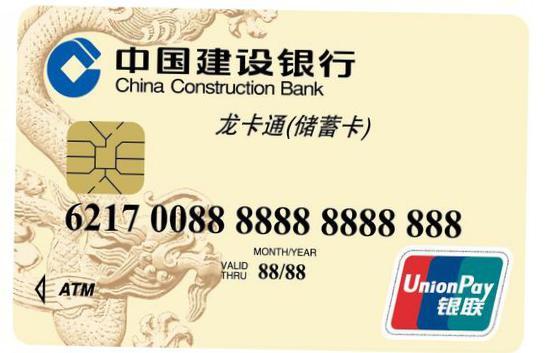 中国建设银行
China Construction Bank
龙卡通(储蓄卡)
6217 0088 8888 8888 888
MONTH/YEAR
VALID THRU 88/88
ATM
UnionPay
银联